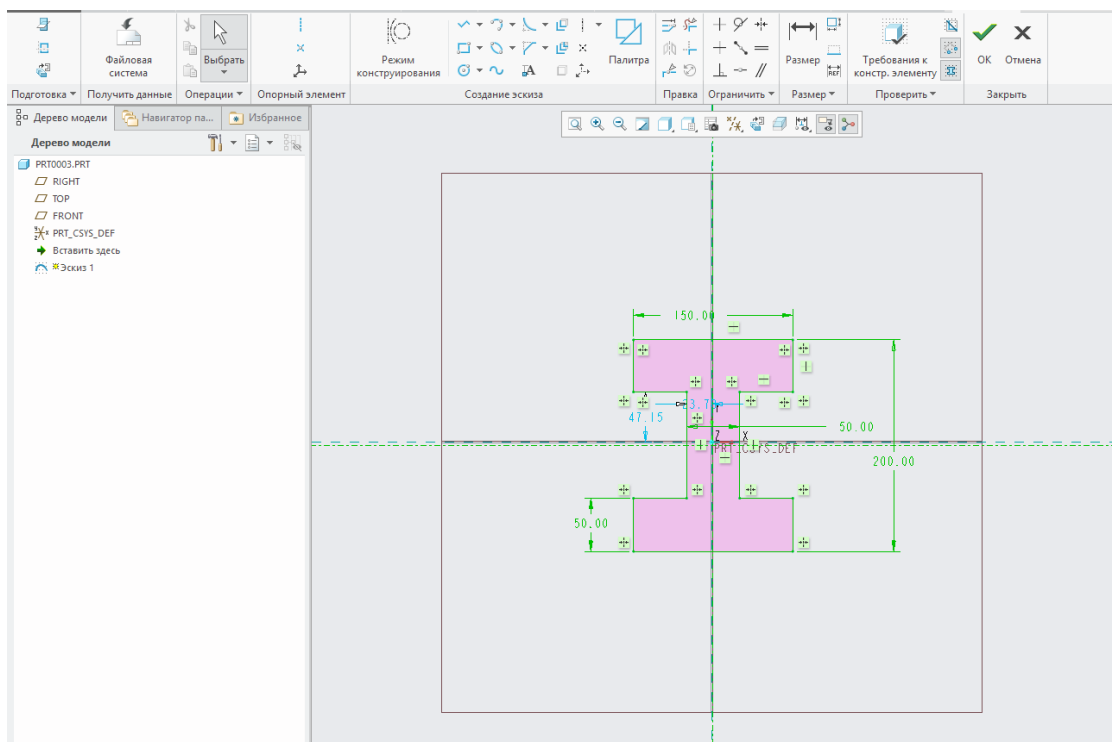 Файловая система
Выбрать
Режим конструирования
Палитра
Размер
REF
Требования к констр. элементу
ОК
Отмена
Подготовка
Получить данные
Операции
Опорный элемент
Создание эскиза
Правка
Ограничить
Размер
Проверить
Закрыть
Дерево модели
Навигатор па...
Избранное
Дерево модели
PRT0003.PRT
RIGHT
TOP
FRONT
PRT_CSYS_DEF
Вставить здесь
Эскиз 1
150.00
47.15
50.00
Z
X
PRT_CSYS_DEF
200.00
50.00